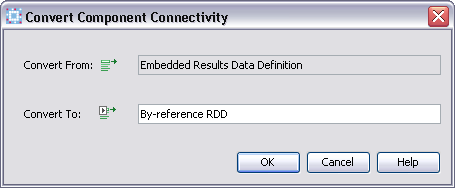 Convert Component Connectivity
Convert From: Embedded Results Data Definition
Convert To: By-reference RDD
OK Cancel Help